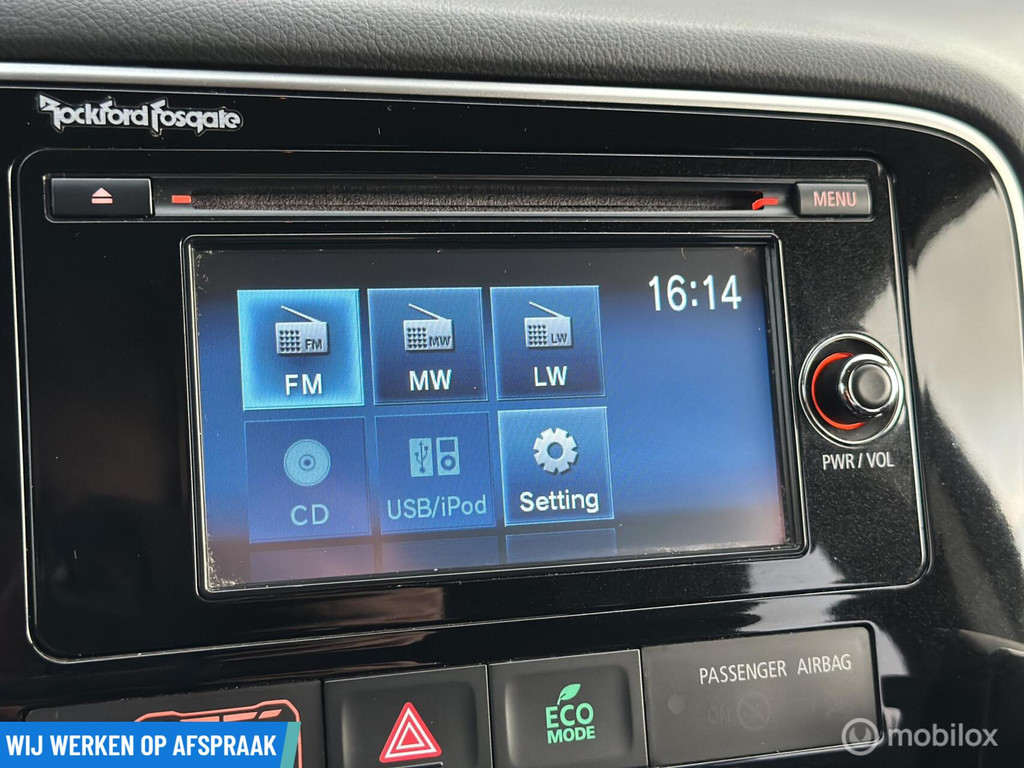 Rockford Fosgate
MENU
16:14
FM
MW
LW
FM
MW
LW
CD
USB/iPod
Setting
PWR / VOL
PASSENGER AIRBAG
ECO
MODE
WIJ WERKEN OP AFSPRAAK
mobilox